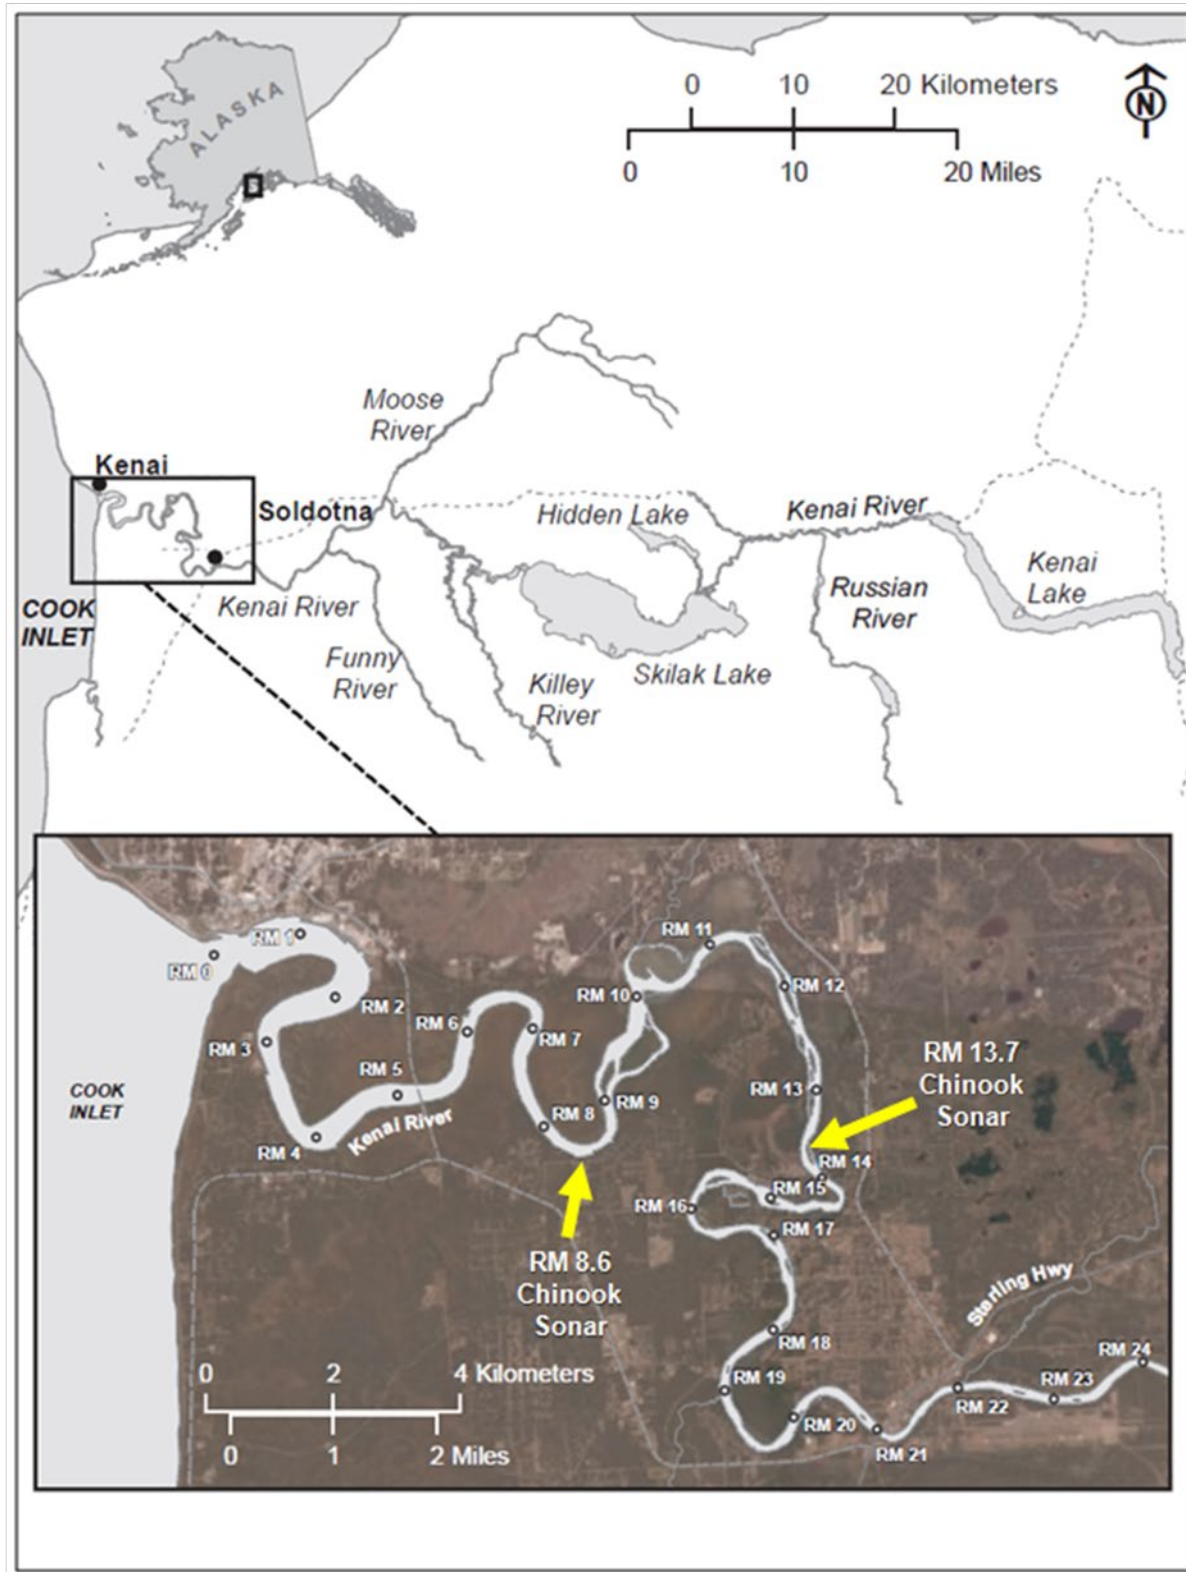 0 10 20 Kilometers
0 10 20 Miles
N
ALASKA
Moose
River
Kenai
Soldotna
Hidden Lake
Kenai River
Kenai
Lake
Russian
River
COOK
INLET
Kenai River
Funny
River
Killey
River
Skilak Lake
RM 0
RM 1
RM 2
RM 3
RM 4
RM 5
RM 6
RM 7
RM 8
RM 9
RM 10
RM 11
RM 12
RM 13
RM 14
RM 15
RM 16
RM 17
RM 18
RM 19
RM 20
RM 21
RM 22
RM 23
RM 24
COOK
INLET
Kenai River
RM 13.7
Chinook
Sonar
RM 8.6
Chinook
Sonar
Sterling Hwy
0 2 4 Kilometers
0 1 2 Miles